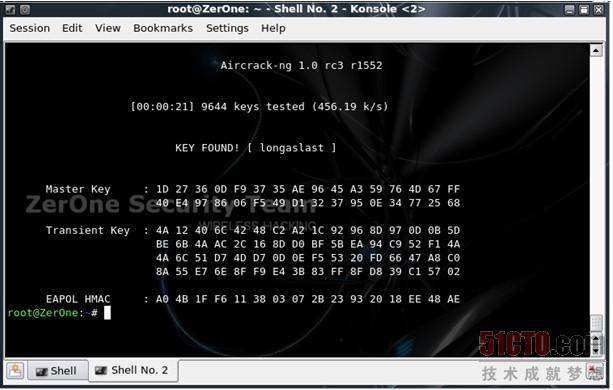 root@ZerOne: ~ - Shell No. 2 - Konsole <2>
Session Edit View Bookmarks Settings Help
Aircrack-ng 1.0 rc3 r1552
[00:00:21] 9644 keys tested (456.19 k/s)
KEY FOUND! [ longaslast ]
Master Key : 1D 27 36 0D F9 37 35 AE 96 45 A3 59 76 4D 67 FF
40 E4 97 86 06 F5 49 D1 32 37 95 0E 34 77 25 68
ZerOne Security Team
WIRELESS HACKING
Transient Key : 4A 12 40 6C 42 48 C2 A2 1C 92 96 8D 97 0D 0B 5D
BE 6B 4A AC 2C 16 8D D0 BF 5B EA 94 C9 52 F1 4A
4A 6C 51 D7 4D D7 0D 0E F5 53 20 FD 66 47 A8 C0
8A 55 E7 6E 8F F9 E4 3B 83 FF 8F D8 39 C1 57 02
EAPOL HMAC : A0 4B 1F F6 11 38 03 07 2B 23 93 20 18 EE 48 AE
root@ZerOne:~#
51CTO.com
技术成就梦想
Shell Shell No. 2